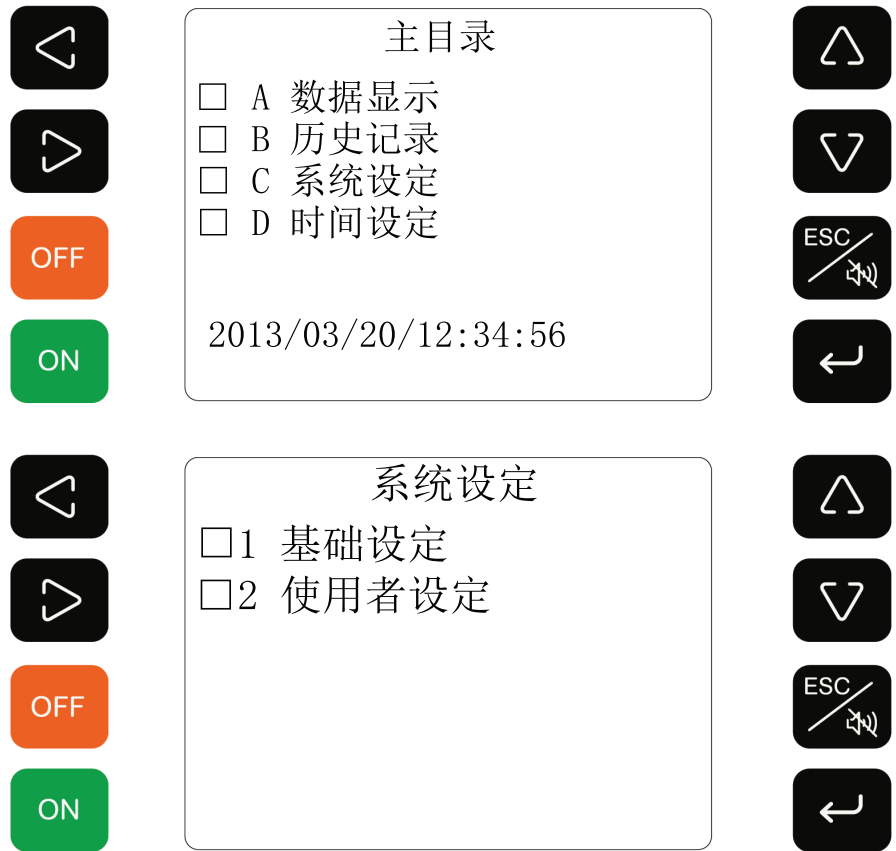 主目录
□ A 数据显示
□ B 历史记录
□ C 系统设定
□ D 时间设定
2013/03/20/12:34:56
OFF
ON
ESC
系统设定
□1 基础设定
□2 使用者设定
OFF
ON
ESC